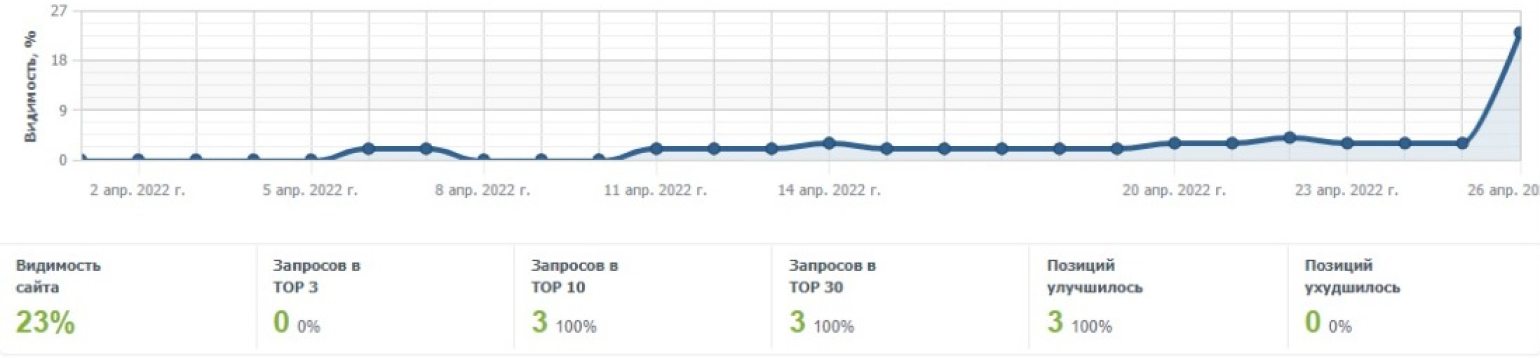 Видимость, %
27
18
9
0
2 апр. 2022 г.
5 апр. 2022 г.
8 апр. 2022 г.
11 апр. 2022 г.
14 апр. 2022 г.
20 апр. 2022 г.
23 апр. 2022 г.
26 апр. 20
Видимость
сайта
23%
Запросов в
TOP 3
0 0%
Запросов в
TOP 10
3 100%
Запросов в
TOP 30
3 100%
Позиций
улучшилось
3 100%
Позиций
ухудшилось
0 0%